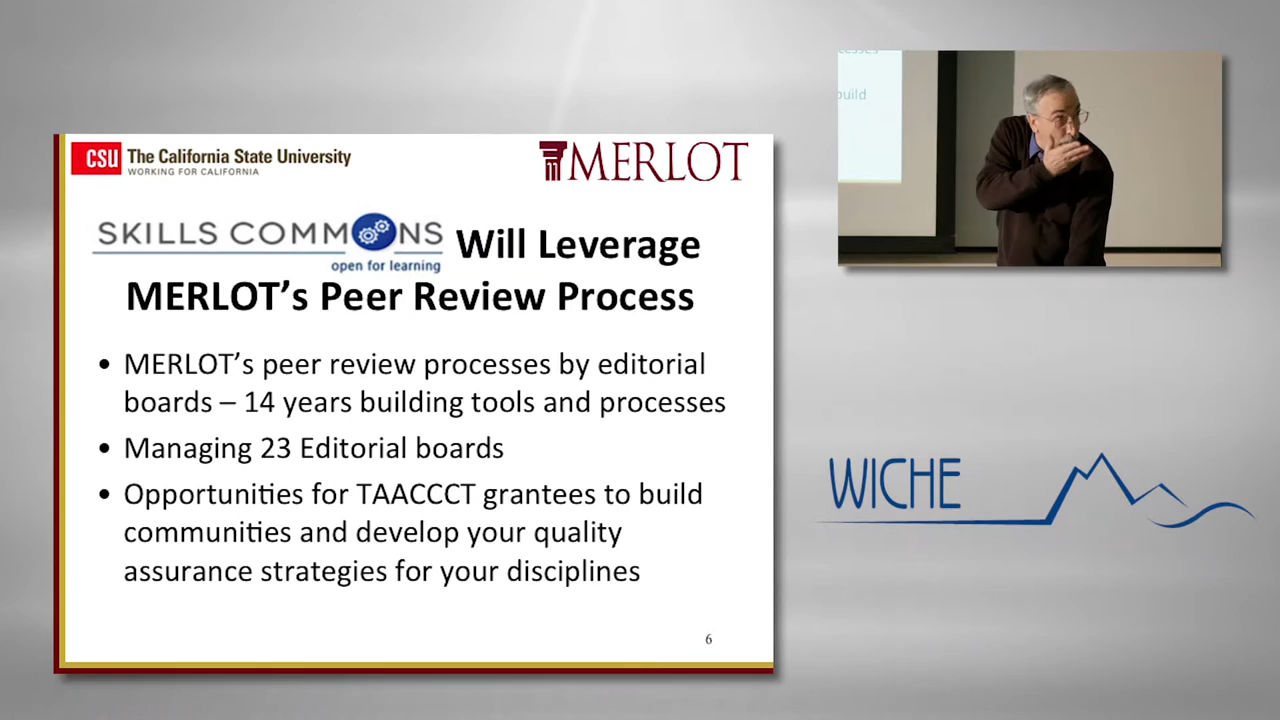 CSU The California State University
WORKING FOR CALIFORNIA
MERLOT
SKILLS COMMONS Will Leverage
open for learning
MERLOT's Peer Review Process
• MERLOT's peer review processes by editorial
boards – 14 years building tools and processes
• Managing 23 Editorial boards
• Opportunities for TAACCCT grantees to build
communities and develop your quality
assurance strategies for your disciplines
6
build
WICHE